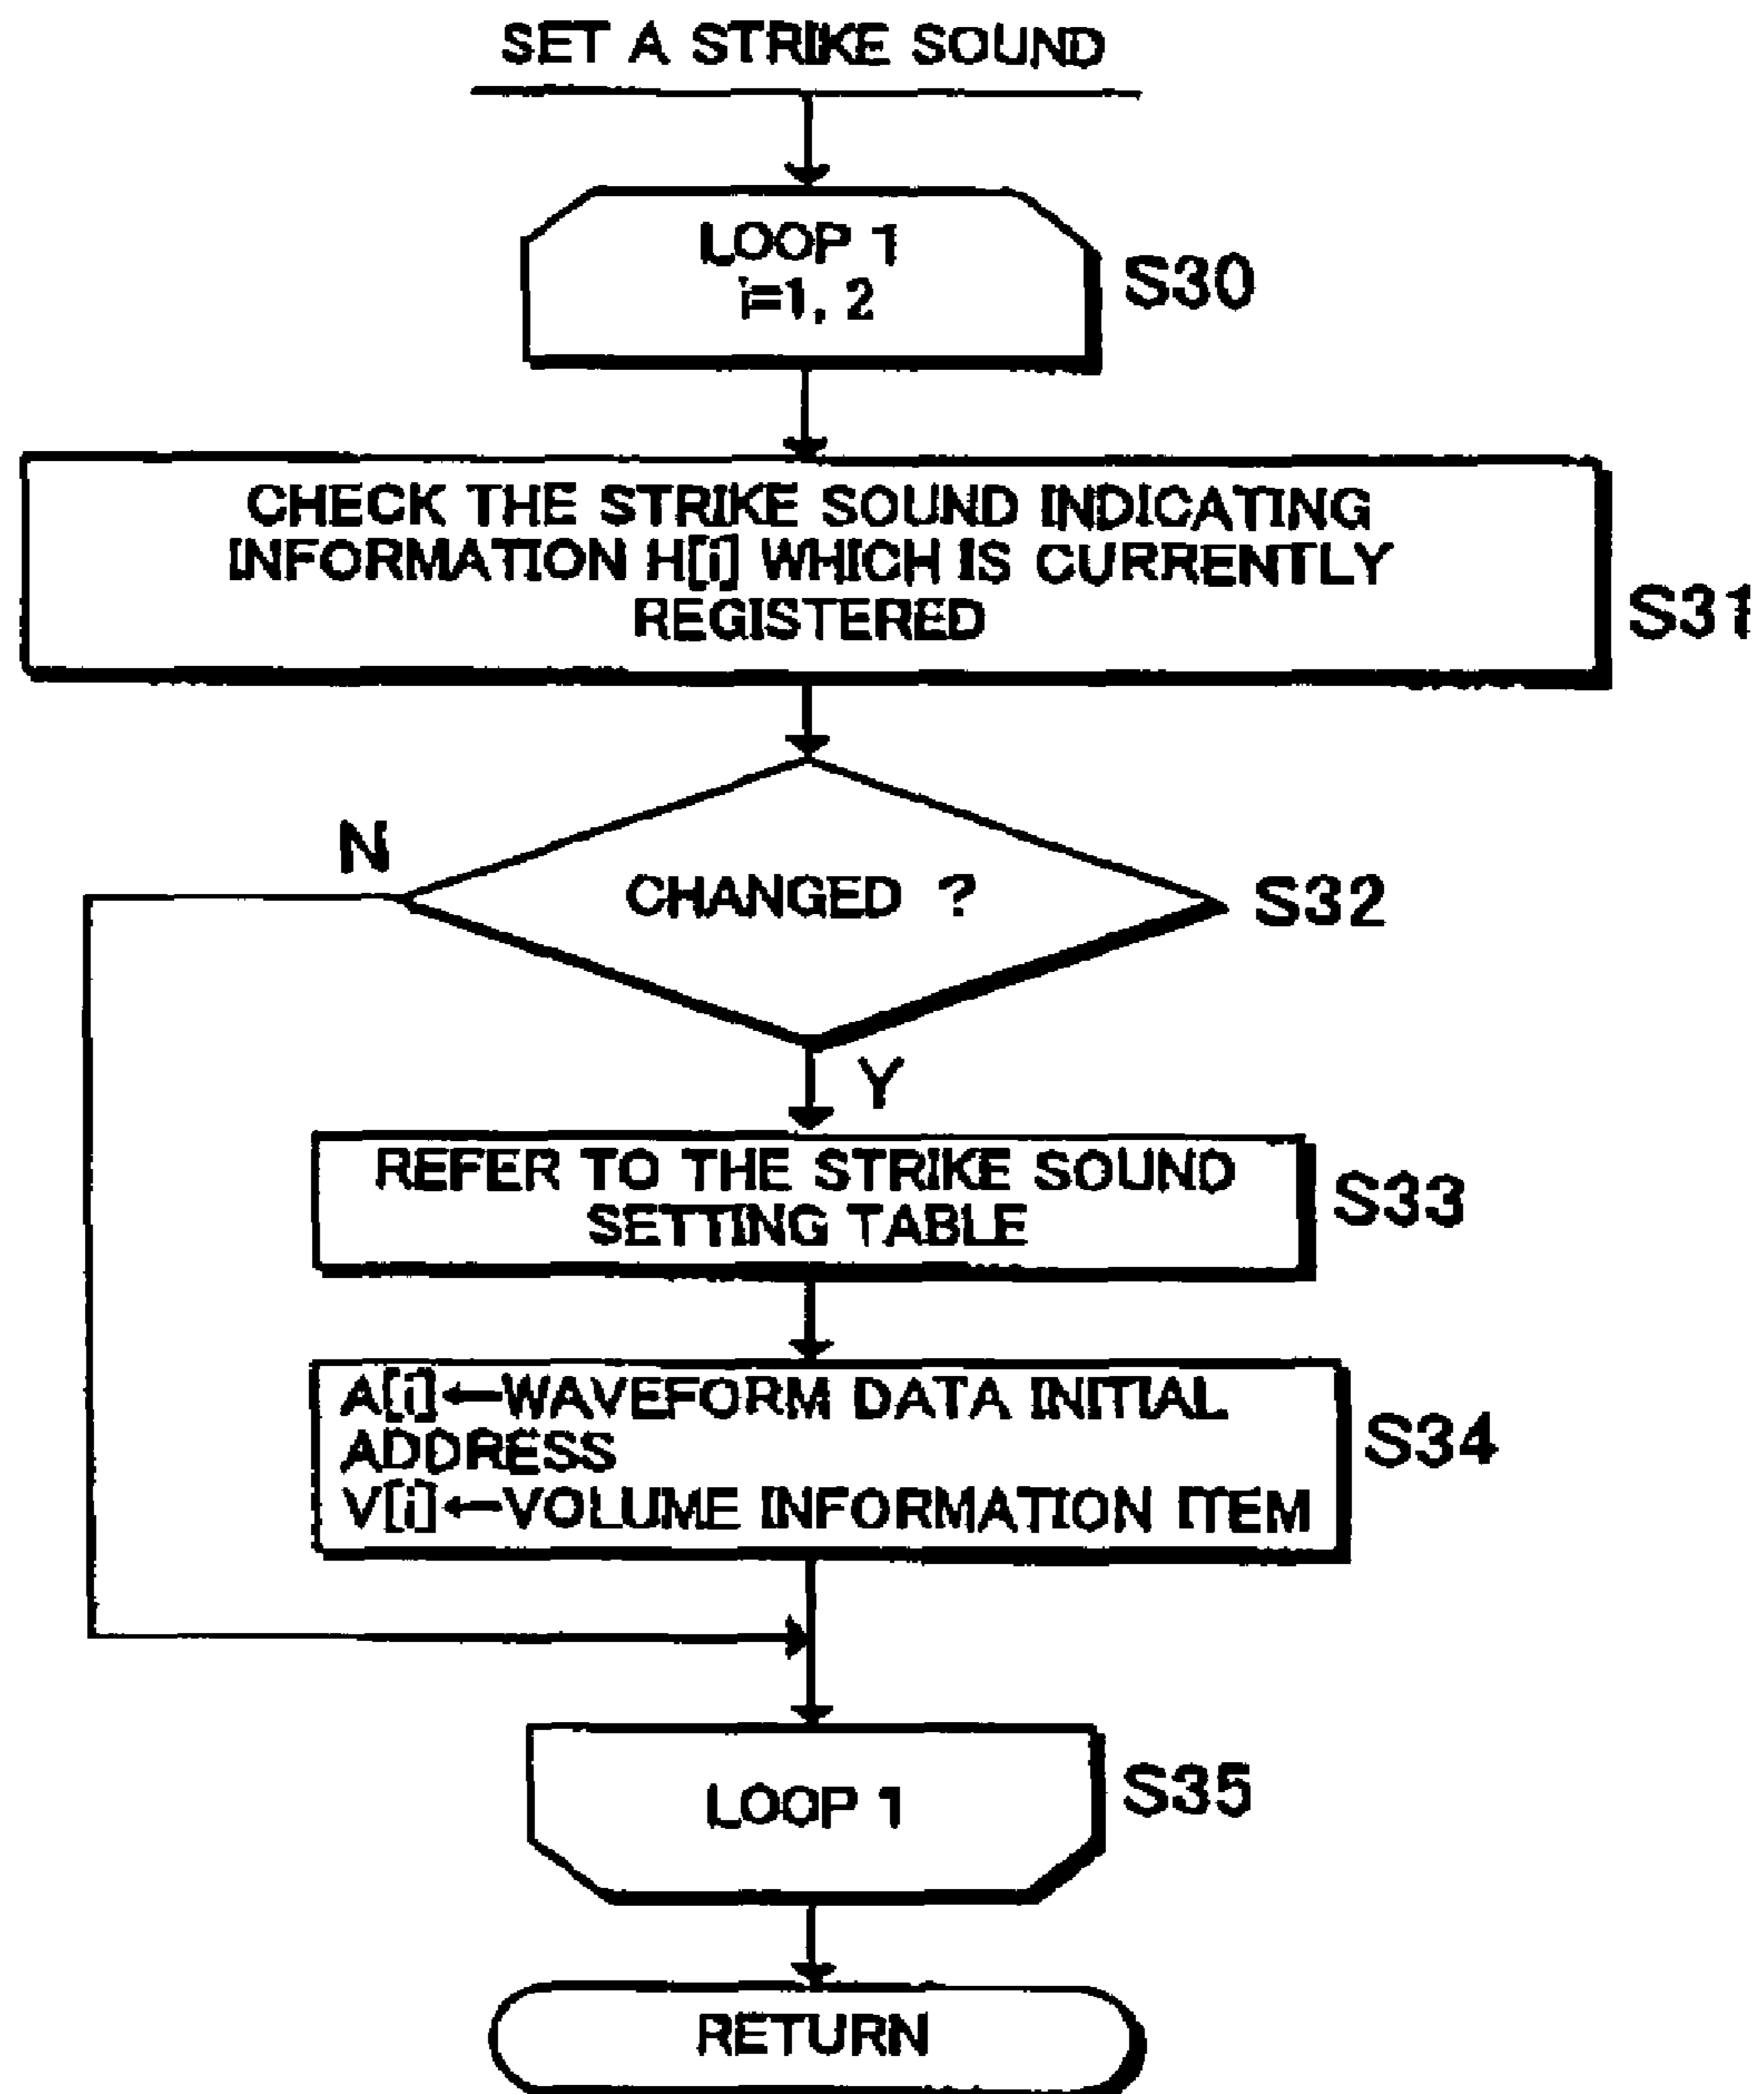 SET A STRIKE SOUND
LOOP 1
i=1, 2
S30
CHECK THE STRIKE SOUND INDICATING
INFORMATION H[i] WHICH IS CURRENTLY
REGISTERED
S31
N
CHANGED ?
S32
Y
REFER TO THE STRIKE SOUND
SETTING TABLE
S33
A[i]←WAVEFORM DATA INITIAL
ADDRESS
V[i]←VOLUME INFORMATION ITEM
S34
LOOP 1
S35
RETURN